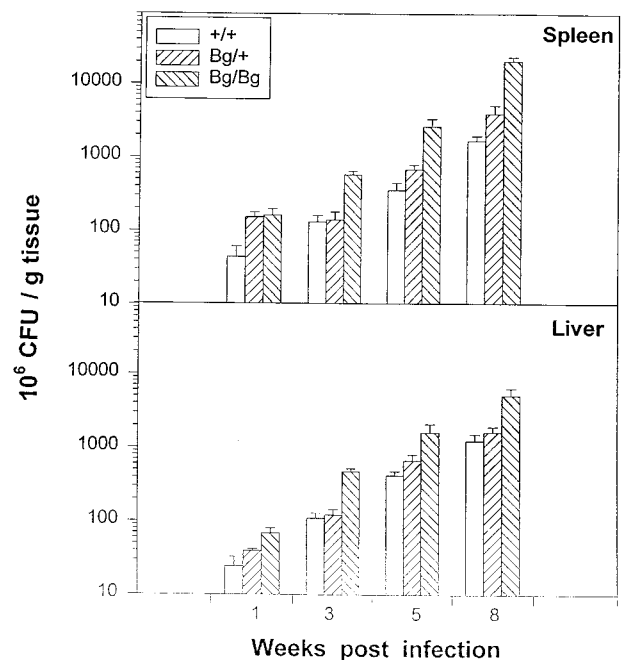 +/+
Bg/+
Bg/Bg
Spleen
10000
1000
100
10
Liver
10000
1000
100
10
10⁶ CFU / g tissue
1 3 5 8
Weeks post infection